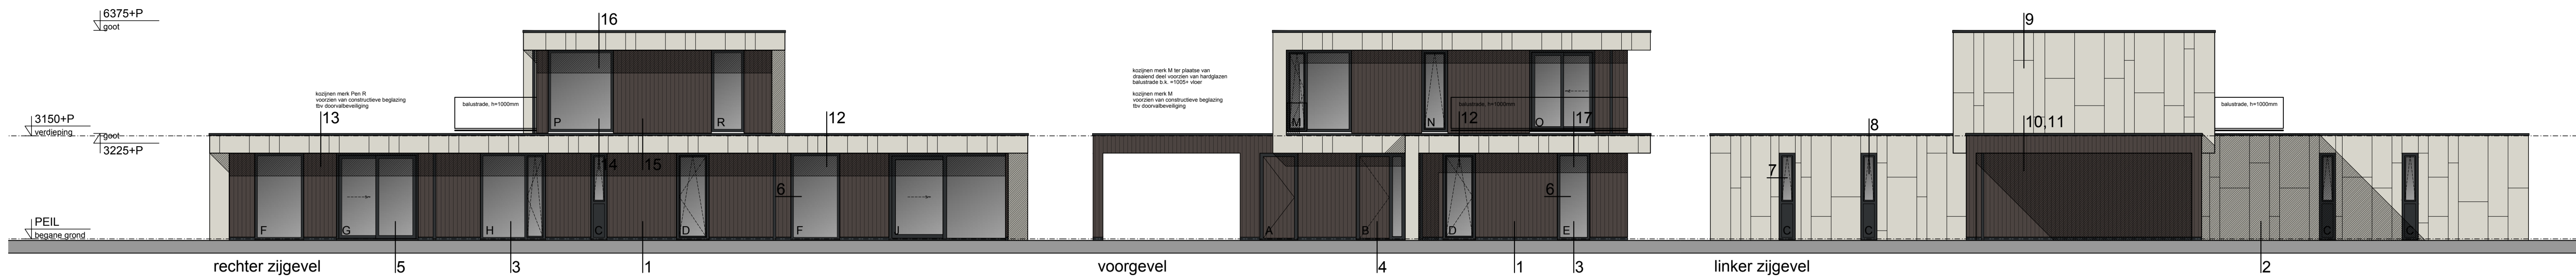 6375+P
goot
3150+P
verdieping
goot
3225+P
PEIL
begane grond
kozijnen merk Pen R
voorzien van constructieve beglazing
tbv doorvalbeveiliging
13
16
balustrade, h=1000mm
P
R
12
14
15
6
F
G
H
C
D
F
J
rechter zijgevel
5
3
1
kozijnen merk M ter plaatse van
draaiend deel voorzien van hardglazen
balustrade b.k. =1005+ vloer
kozijnen merk M
voorzien van constructieve beglazing
tbv doorvalbeveiliging
M
N
balustrade, h=1000mm
O
12
17
6
A
B
D
E
voorgevel
4
1
3
9
balustrade, h=1000mm
10,11
8
7
C
C
C
C
linker zijgevel
2